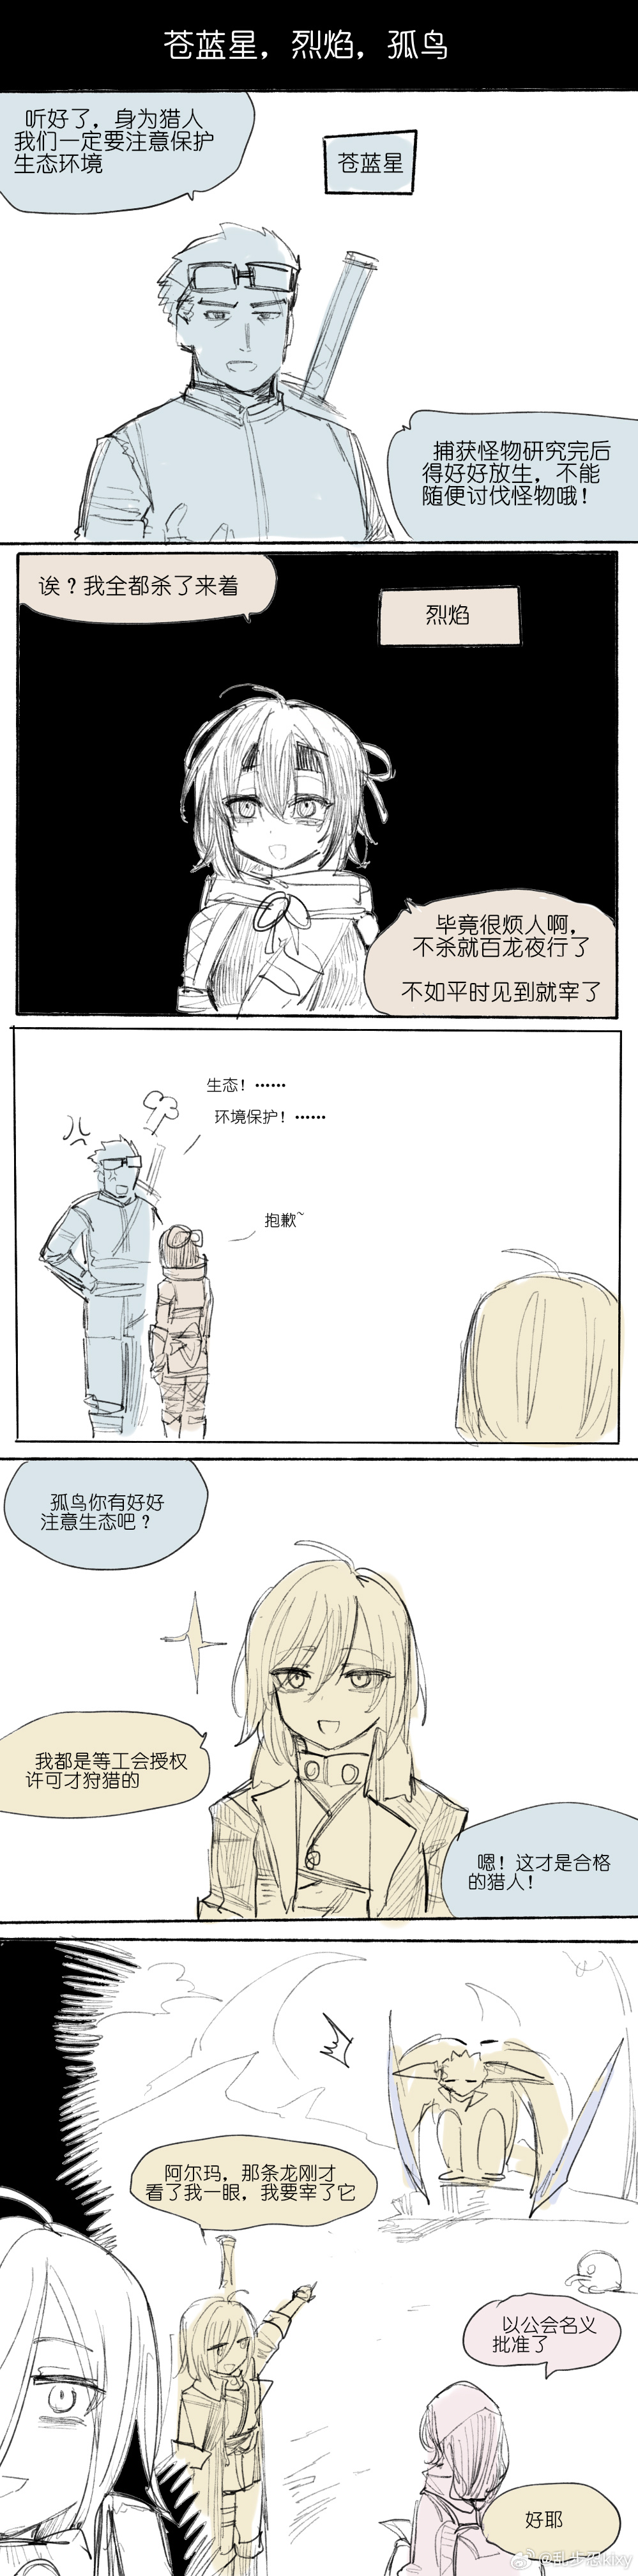 苍蓝星，烈焰，孤鸟
听好了，身为猎人
我们一定要注意保护
生态环境
苍蓝星
捕获怪物研究完后
得好好放生，不能
随便讨伐怪物哦！
诶？我全都杀了来着
烈焰
毕竟很烦人啊，
不杀就百龙夜行了
不如平时见到就宰了
生态！……
环境保护！……
抱歉~
孤鸟你有好好
注意生态吧？
我都是等工会授权
许可才狩猎的
嗯！这才是合格
的猎人！
阿尔玛，那条龙刚才
看了我一眼，我要宰了它
以公会名义
批准了
好耶